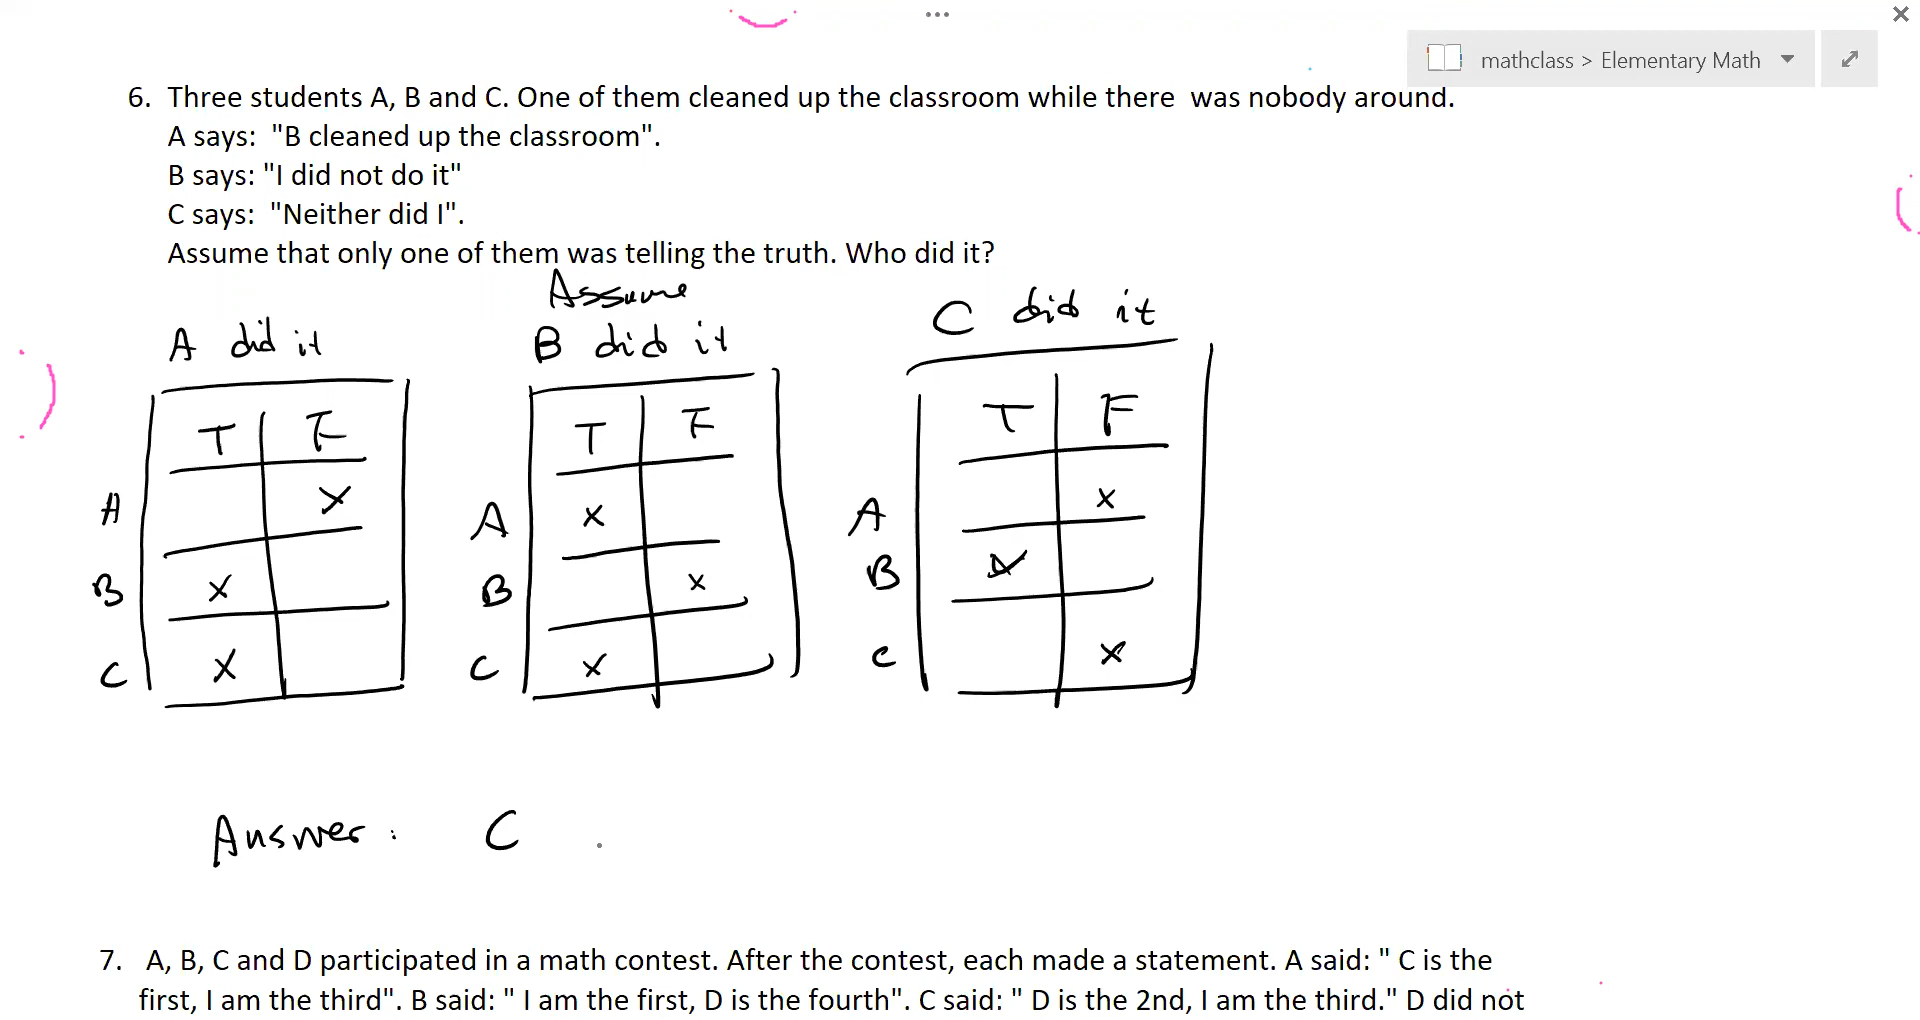 mathclass > Elementary Math
6. Three students A, B and C. One of them cleaned up the classroom while there was nobody around.
A says: "B cleaned up the classroom".
B says: "I did not do it"
C says: "Neither did I".
Assume that only one of them was telling the truth. Who did it?
Assume
A did it B did it C did it
T F T F T F
A X A X A X
B X B X B X
C X C X C X
Answer: C
7. A, B, C and D participated in a math contest. After the contest, each made a statement. A said: " C is the
first, I am the third". B said: " I am the first, D is the fourth". C said: " D is the 2nd, I am the third." D did not